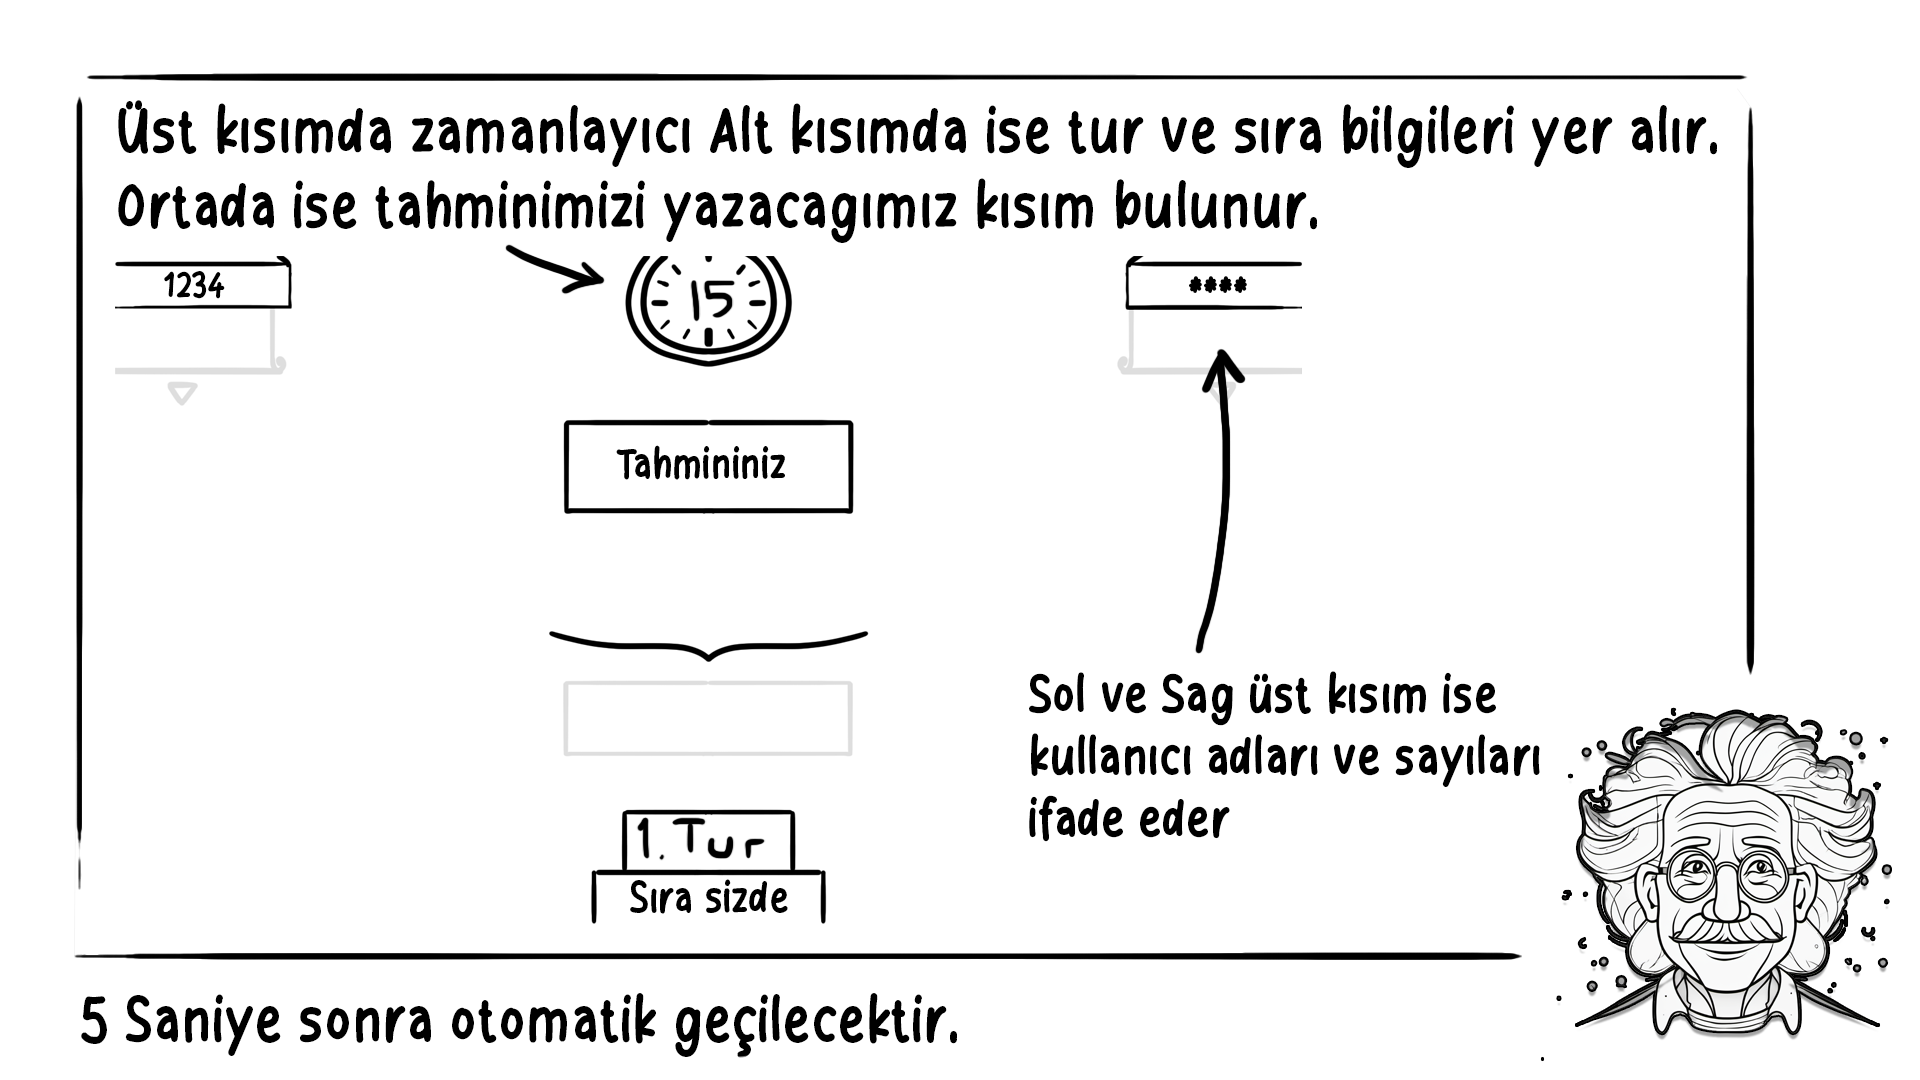 Üst kısımda zamanlayıcı Alt kısımda ise tur ve sıra bilgileri yer alır.
Ortada ise tahminimizi yazacagımız kısım bulunur.
1234
15
****
Tahmininiz
Sol ve Sag üst kısım ise
kullanıcı adları ve sayıları
ifade eder
1. Tur
Sıra sizde
5 Saniye sonra otomatik geçilecektir.